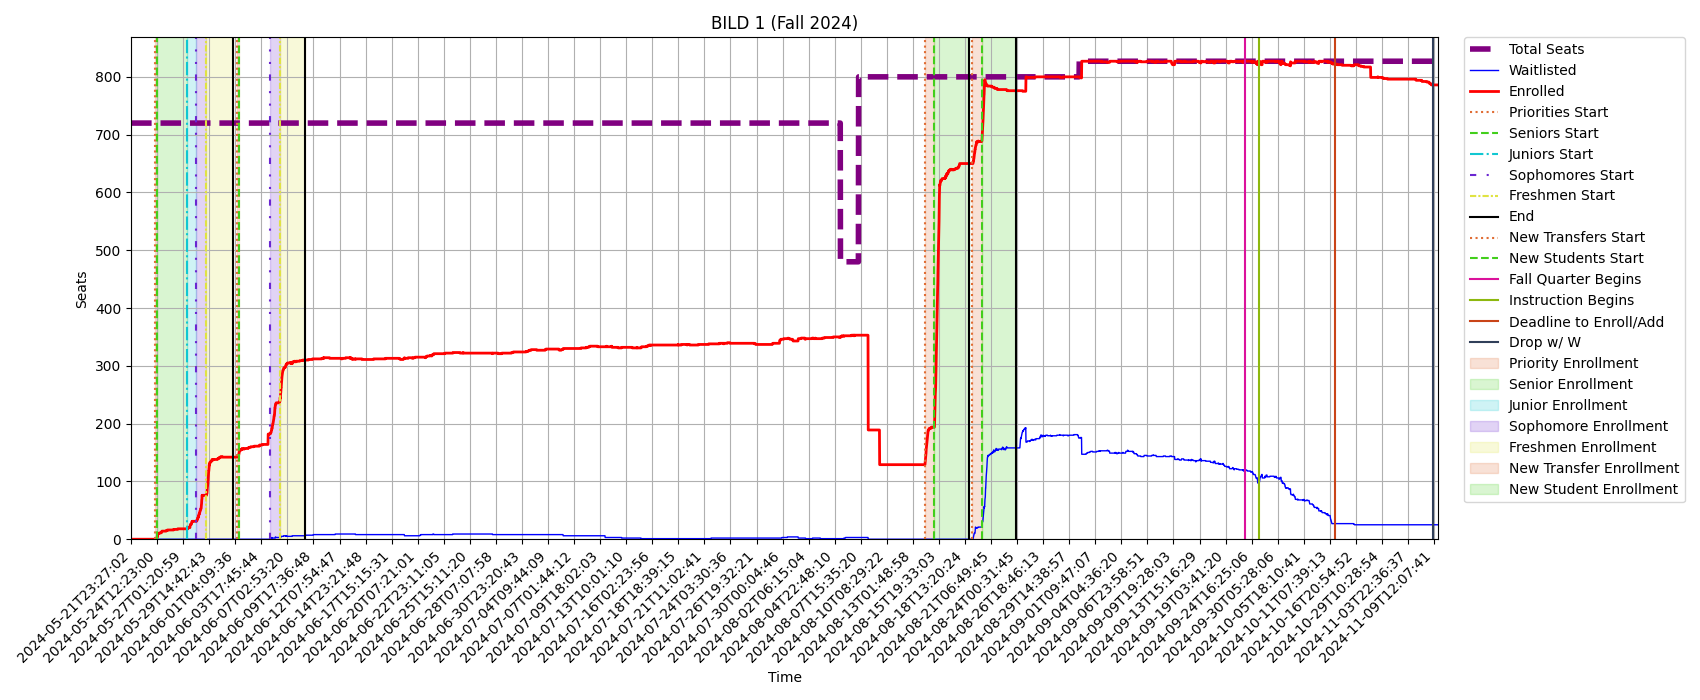 BILD 1 (Fall 2024)
Seats
800
700
600
500
400
300
200
100
0
2024-05-21T23:27:02
2024-05-24T12:23:00
2024-05-27T01:20:59
2024-05-29T14:42:43
2024-06-01T04:09:36
2024-06-03T17:45:44
2024-06-07T02:53:20
2024-06-09T17:36:48
2024-06-12T07:54:47
2024-06-14T23:21:48
2024-06-17T15:15:31
2024-06-20T07:21:01
2024-06-22T23:11:05
2024-06-25T15:11:20
2024-06-28T07:07:58
2024-06-30T23:20:43
2024-07-04T09:44:09
2024-07-07T01:44:12
2024-07-09T18:02:03
2024-07-13T10:01:10
2024-07-16T02:23:56
2024-07-18T18:39:15
2024-07-21T11:02:41
2024-07-24T03:30:36
2024-07-26T19:32:21
2024-07-30T00:04:46
2024-08-02T06:15:04
2024-08-04T22:48:10
2024-08-07T15:35:20
2024-08-10T08:29:22
2024-08-13T01:48:58
2024-08-15T19:33:03
2024-08-18T13:20:24
2024-08-21T06:49:45
2024-08-24T00:31:45
2024-08-26T18:46:13
2024-08-29T14:38:57
2024-09-01T09:47:07
2024-09-04T04:36:20
2024-09-06T23:58:51
2024-09-09T19:28:03
2024-09-13T15:16:29
2024-09-19T03:41:20
2024-09-24T16:25:06
2024-09-30T05:28:06
2024-10-05T18:10:41
2024-10-11T07:39:13
2024-10-16T20:54:52
2024-10-29T10:28:54
2024-11-03T22:36:37
2024-11-09T12:07:41
Time
Total Seats
Waitlisted
Enrolled
Priorities Start
Seniors Start
Juniors Start
Sophomores Start
Freshmen Start
End
New Transfers Start
New Students Start
Fall Quarter Begins
Instruction Begins
Deadline to Enroll/Add
Drop w/ W
Priority Enrollment
Senior Enrollment
Junior Enrollment
Sophomore Enrollment
Freshmen Enrollment
New Transfer Enrollment
New Student Enrollment